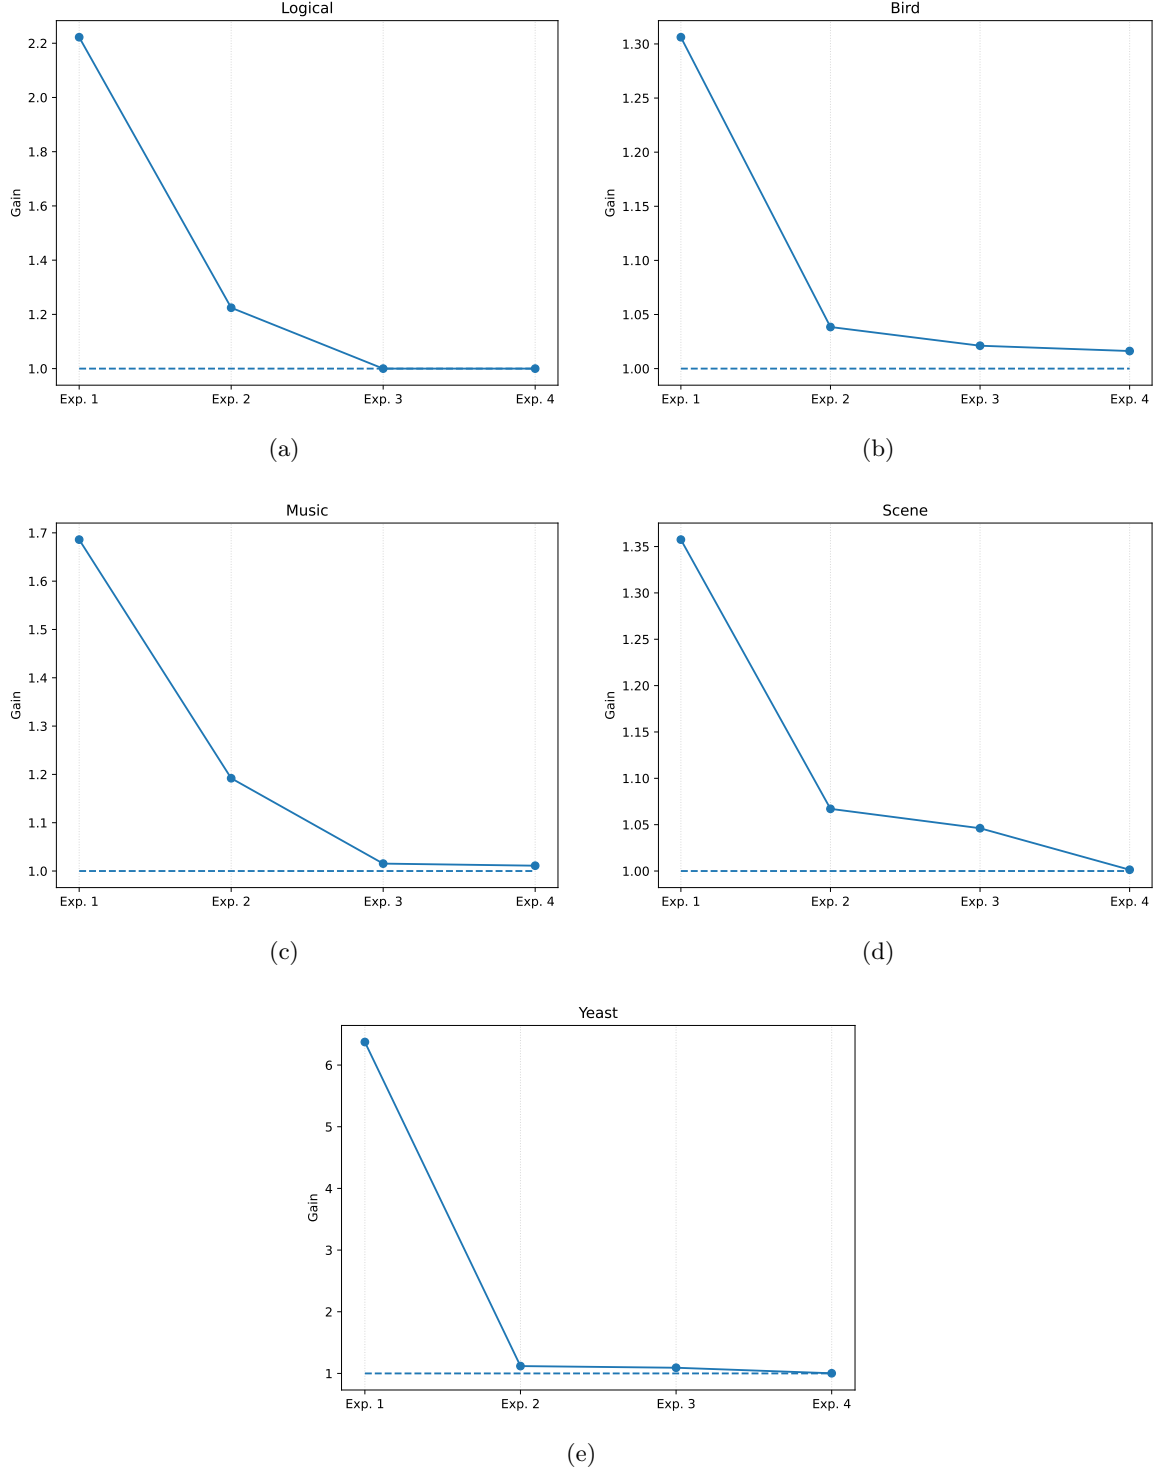 Logical
2.2
2.0
1.8
1.6
1.4
1.2
1.0
Gain
Exp. 1 Exp. 2 Exp. 3 Exp. 4
(a)
Bird
1.30
1.25
1.20
1.15
1.10
1.05
1.00
Gain
Exp. 1 Exp. 2 Exp. 3 Exp. 4
(b)
Music
1.7
1.6
1.5
1.4
1.3
1.2
1.1
1.0
Gain
Exp. 1 Exp. 2 Exp. 3 Exp. 4
(c)
Scene
1.35
1.30
1.25
1.20
1.15
1.10
1.05
1.00
Gain
Exp. 1 Exp. 2 Exp. 3 Exp. 4
(d)
Yeast
6
5
4
3
2
1
Gain
Exp. 1 Exp. 2 Exp. 3 Exp. 4
(e)